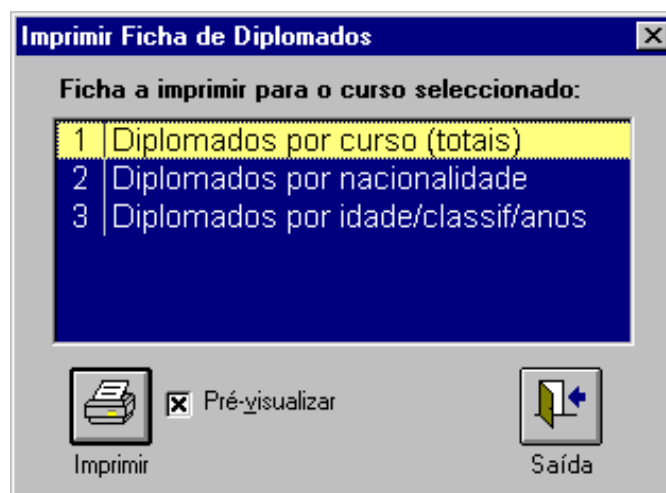 Imprimir Ficha de Diplomados
Ficha a imprimir para o curso seleccionado:
1 Diplomados por curso (totais)
2 Diplomados por nacionalidade
3 Diplomados por idade/classif/anos
Pré-visualizar
Imprimir
Saída